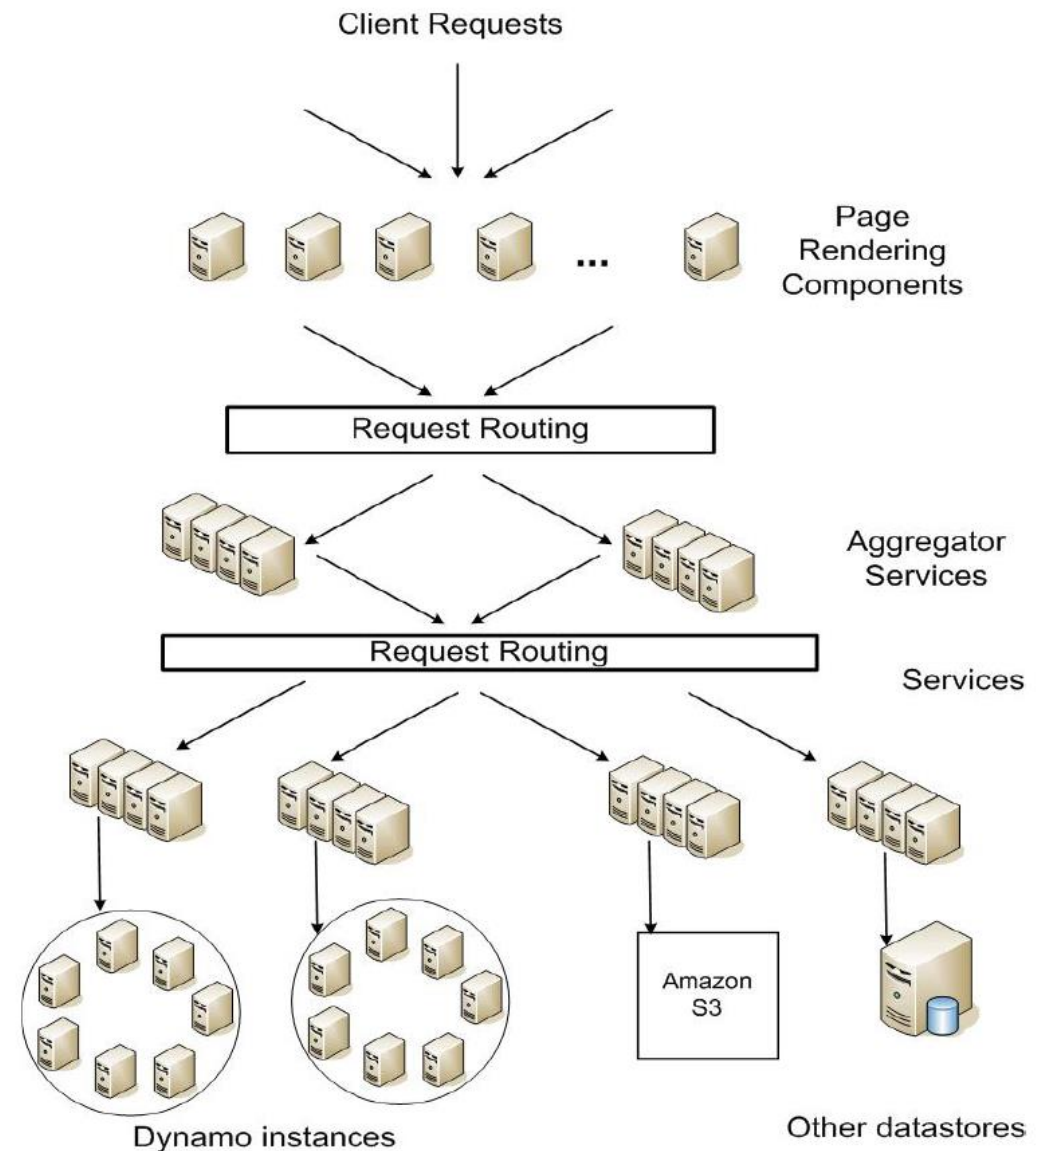 Client Requests
Page
Rendering
Components
...
Request Routing
Aggregator
Services
Request Routing
Services
Amazon
S3
Dynamo instances
Other datastores